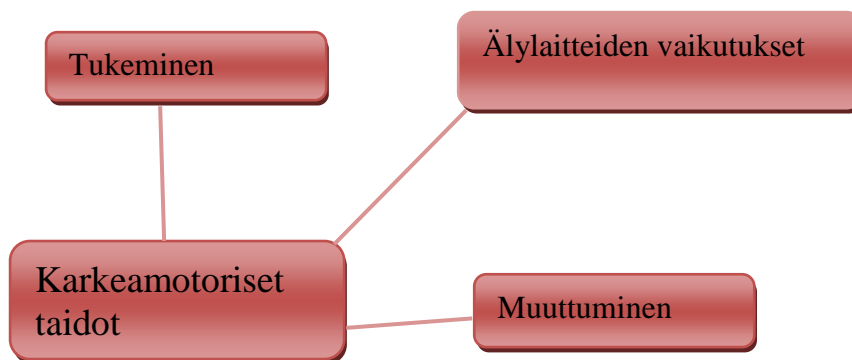 Tukeminen
Älylaitteiden vaikutukset
Karkeamotoriset
taidot
Muuttuminen